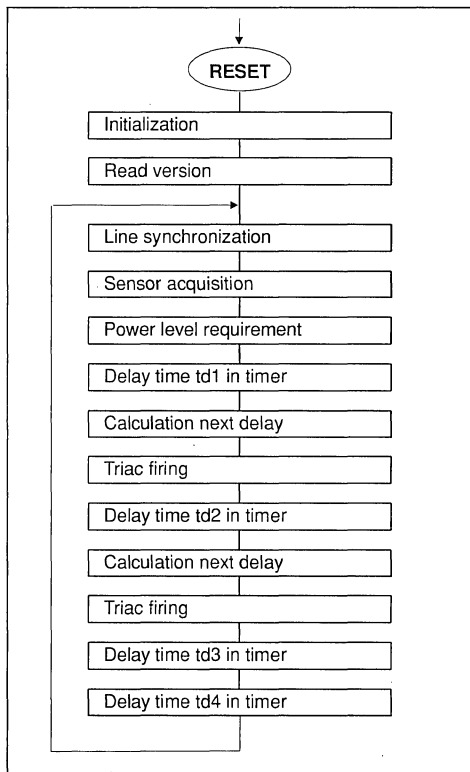 RESET
Initialization
Read version
Line synchronization
Sensor acquisition
Power level requirement
Delay time td1 in timer
Calculation next delay
Triac firing
Delay time td2 in timer
Calculation next delay
Triac firing
Delay time td3 in timer
Delay time td4 in timer